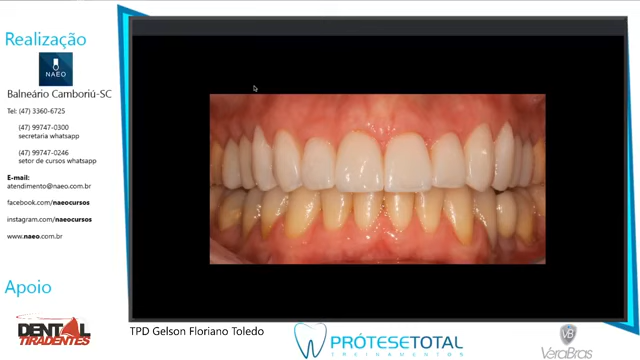 Realização
NAEO
Balneário Camboriú-SC
Tel: (47) 3360-6725
(47) 99747-0300
secretaria whatsapp
(47) 99747-0246
setor de cursos whatsapp
E-mail:
atendimento@naeo.com.br
facebook.com/naeocursos
instagram.com/naeocursos
www.naeo.com.br
Apoio
DENTAL
TIRADENTES
TPD Gelson Floriano Toledo
PRÓTESETOTAL
TREINAMENTOS
VB
VeraBras